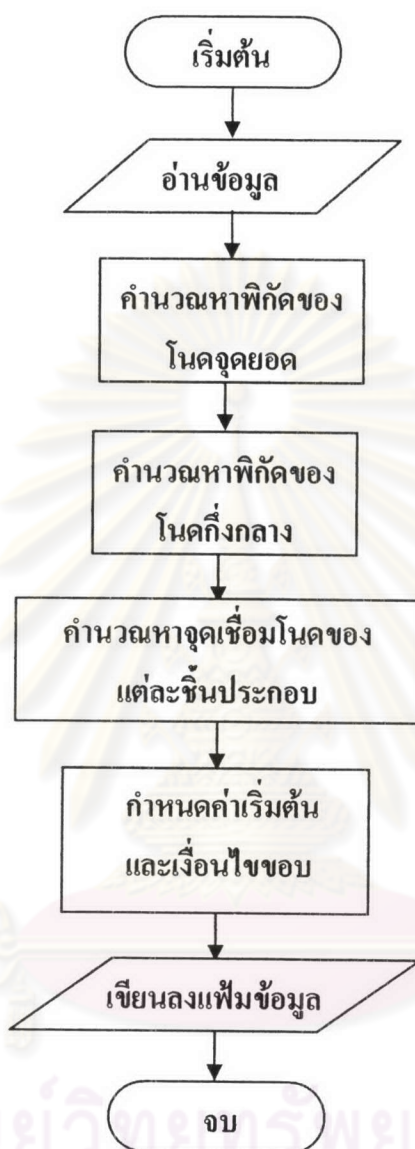 เริ่มต้น
อ่านข้อมูล
คำนวณหาพิกัดของ
โนดจุดยอด
คำนวณหาพิกัดของ
โนดกึ่งกลาง
คำนวณหาจุดเชื่อมโนดของ
แต่ละชิ้นประกอบ
กำหนดค่าเริ่มต้น
และเงื่อนไขขอบ
เขียนลงแฟ้มข้อมูล
จบ